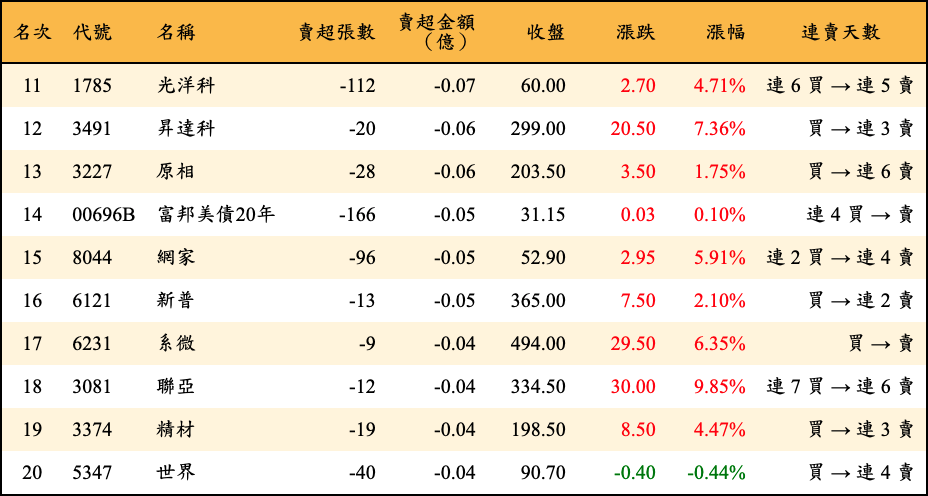 名次 代號 名稱 賣超張數 賣超金額（億） 收盤 漲跌 漲幅 連賣天數
11 1785 光洋科 -112 -0.07 60.00 2.70 4.71% 連 6 買 → 連 5 賣
12 3491 昇達科 -20 -0.06 299.00 20.50 7.36% 買 → 連 3 賣
13 3227 原相 -28 -0.06 203.50 3.50 1.75% 買 → 連 6 賣
14 00696B 富邦美債20年 -166 -0.05 31.15 0.03 0.10% 連 4 買 → 賣
15 8044 網家 -96 -0.05 52.90 2.95 5.91% 連 2 買 → 連 4 賣
16 6121 新普 -13 -0.05 365.00 7.50 2.10% 買 → 連 2 賣
17 6231 系微 -9 -0.04 494.00 29.50 6.35% 買 → 賣
18 3081 聯亞 -12 -0.04 334.50 30.00 9.85% 連 7 買 → 連 6 賣
19 3374 精材 -19 -0.04 198.50 8.50 4.47% 買 → 連 3 賣
20 5347 世界 -40 -0.04 90.70 -0.40 -0.44% 買 → 連 4 賣